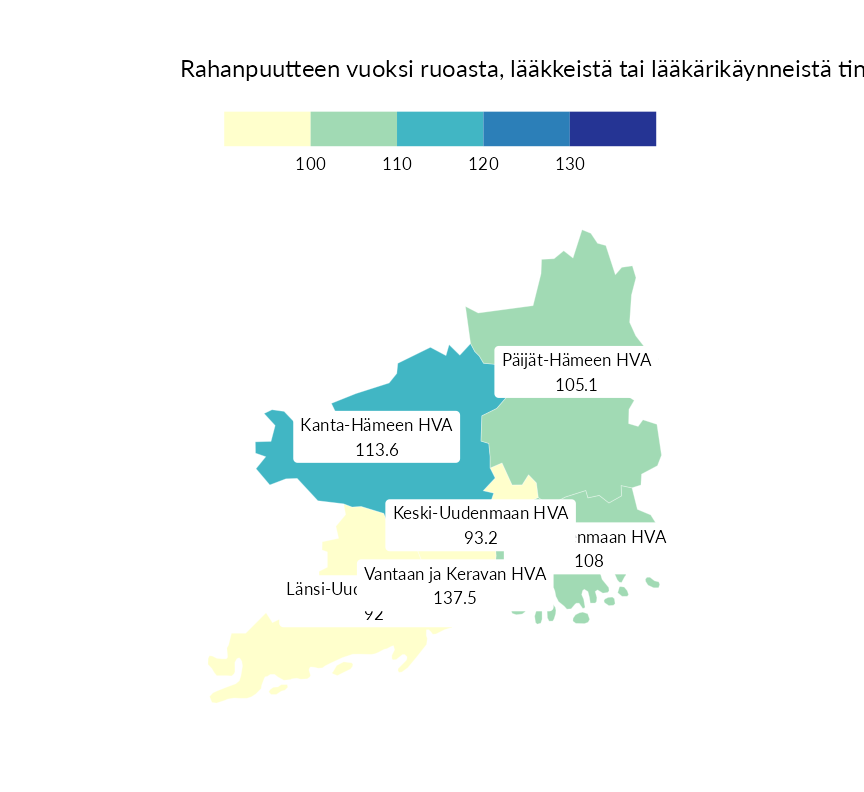 Rahanpuutteen vuoksi ruoasta, lääkkeistä tai lääkärikäynneistä tin
100 110 120 130
Päijät-Hämeen HVA
105.1
Kanta-Hämeen HVA
113.6
Keski-Uudenmaan HVA
93.2
nmaan HVA
108
Vantaan ja Keravan HVA
137.5
Länsi-Uud
92